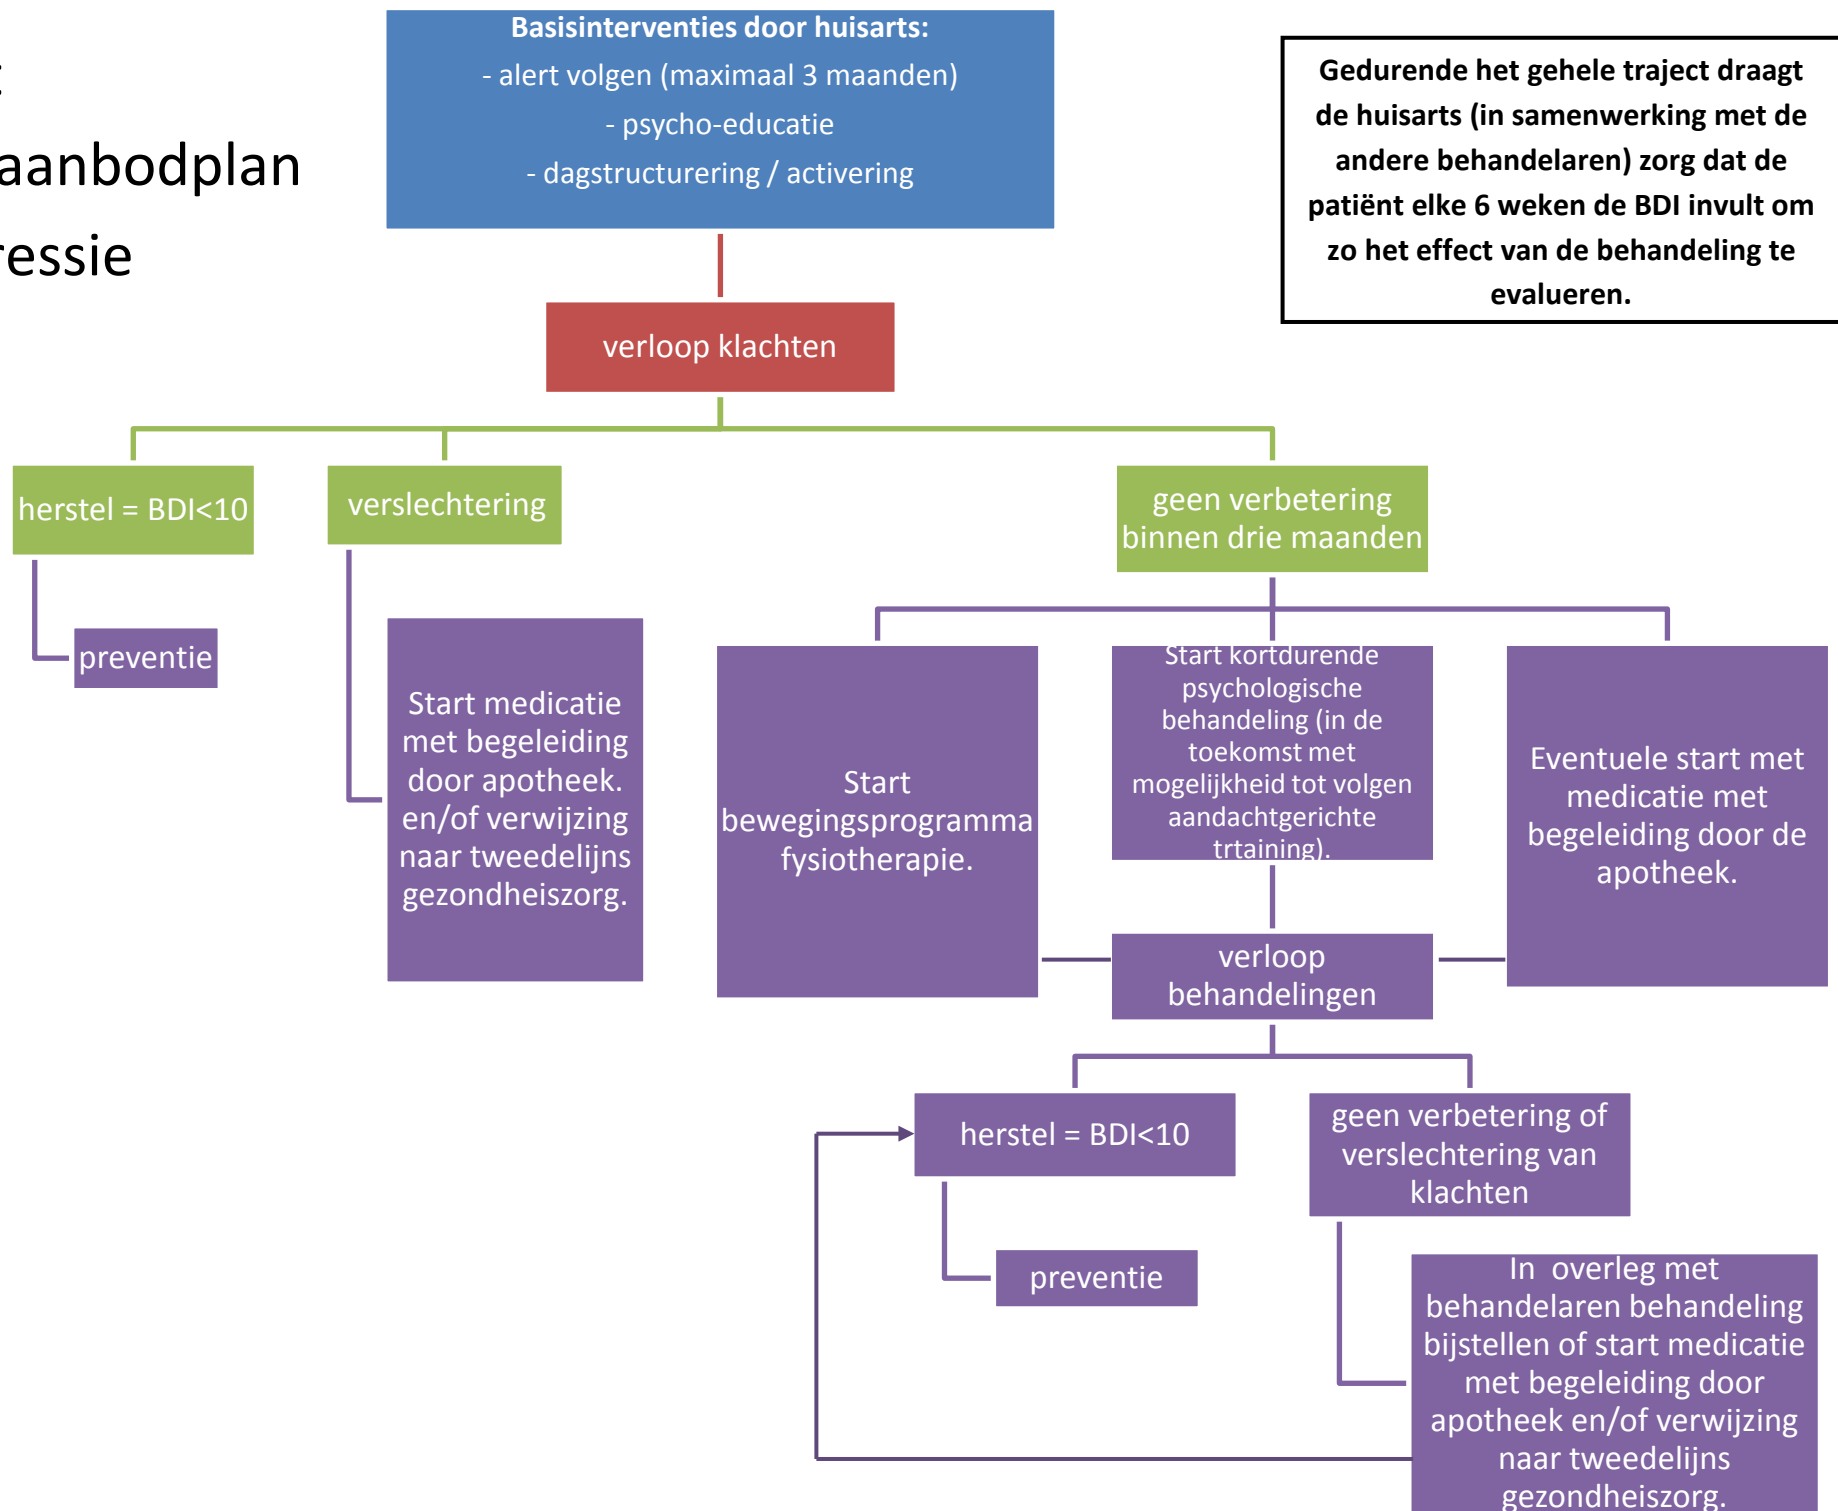 aanbodplan
ressie
Basisinterventies door huisarts:
- alert volgen (maximaal 3 maanden)
- psycho-educatie
- dagstructurering / activering
Gedurende het gehele traject draagt
de huisarts (in samenwerking met de
andere behandelaren) zorg dat de
patiënt elke 6 weken de BDI invult om
zo het effect van de behandeling te
evalueren.
verloop klachten
herstel = BDI<10
verslechtering
geen verbetering
binnen drie maanden
preventie
Start medicatie
met begeleiding
door apotheek.
en/of verwijzing
naar tweedelijns
gezondheiszorg.
Start
bewegingsprogramma
fysiotherapie.
Start kortdurende
psychologische
behandeling (in de
toekomst met
mogelijkheid tot volgen
aandachtgerichte
trtaining).
Eventuele start met
medicatie met
begeleiding door de
apotheek.
verloop
behandelingen
herstel = BDI<10
geen verbetering of
verslechtering van
klachten
preventie
In overleg met
behandelaren behandeling
bijstellen of start medicatie
met begeleiding door
apotheek en/of verwijzing
naar tweedelijns
gezondheiszorg.